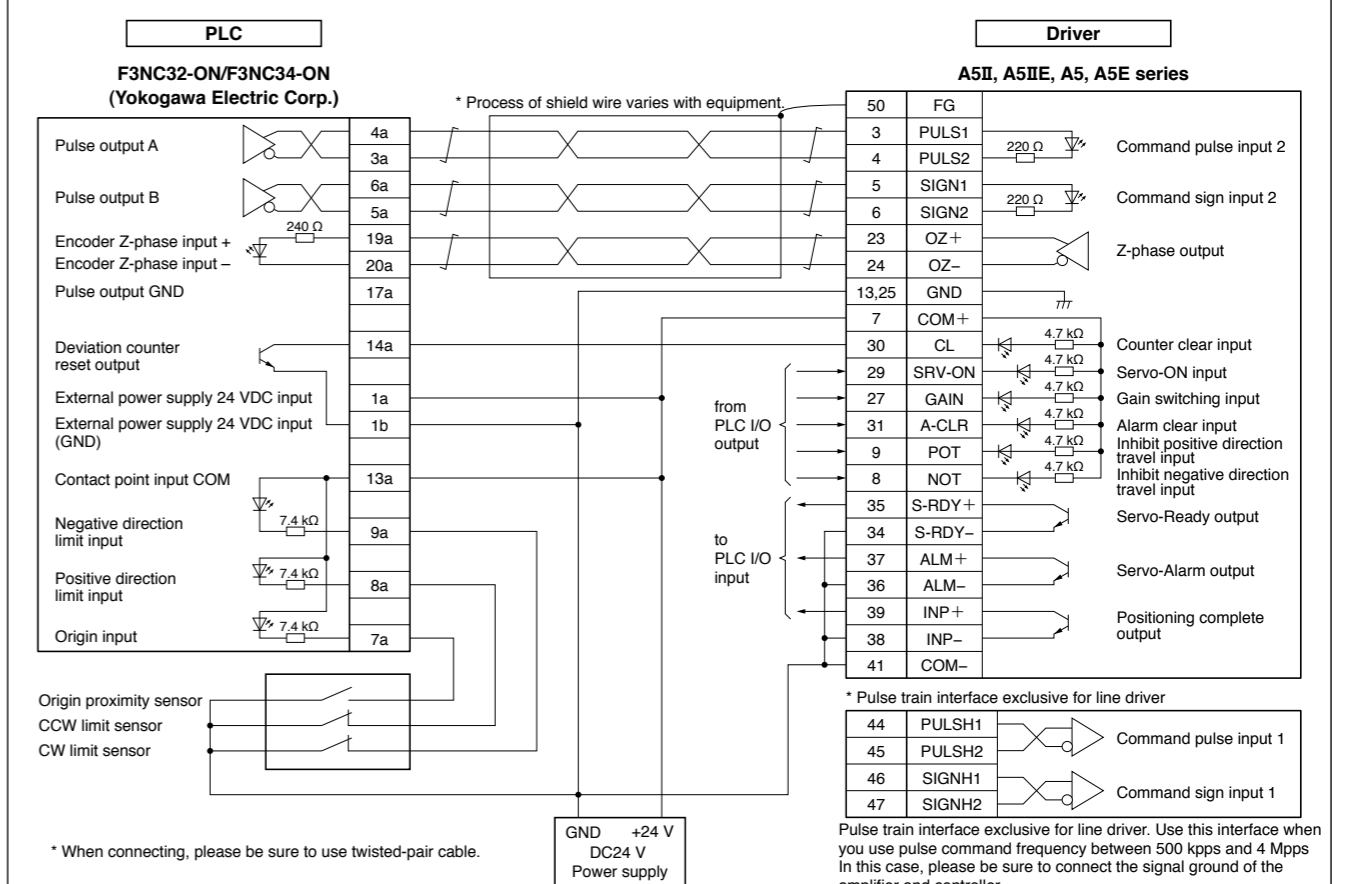 PLC
Driver
F3NC32-ON/F3NC34-ON
(Yokogawa Electric Corp.)
A5II, A5IIE, A5, A5E series
* Process of shield wire varies with equipment.
50 FG
Pulse output A
4a
3 PULS1
220 Ω
Command pulse input 2
3a
4 PULS2
Pulse output B
6a
5 SIGN1
220 Ω
Command sign input 2
5a
6 SIGN2
240 Ω
Encoder Z-phase input +
19a
23 OZ+
Z-phase output
Encoder Z-phase input –
20a
24 OZ–
Pulse output GND
17a
13,25 GND
7 COM+
Deviation counter
reset output
14a
30 CL
4.7 kΩ
Counter clear input
29 SRV-ON
4.7 kΩ
Servo-ON input
External power supply 24 VDC input
1a
27 GAIN
4.7 kΩ
Gain switching input
External power supply 24 VDC input
(GND)
1b
31 A-CLR
4.7 kΩ
Alarm clear input
from
PLC I/O
output
9 POT
4.7 kΩ
Inhibit positive direction
travel input
Contact point input COM
13a
8 NOT
4.7 kΩ
Inhibit negative direction
travel input
35 S-RDY+
Servo-Ready output
Negative direction
limit input
7.4 kΩ
9a
34 S-RDY–
to
PLC I/O
input
37 ALM+
Servo-Alarm output
Positive direction
limit input
7.4 kΩ
8a
36 ALM–
39 INP+
Positioning complete
output
Origin input
7.4 kΩ
7a
38 INP–
41 COM–
Origin proximity sensor
CCW limit sensor
CW limit sensor
* Pulse train interface exclusive for line driver
44 PULSH1
Command pulse input 1
45 PULSH2
46 SIGNH1
Command sign input 1
47 SIGNH2
GND +24 V
DC24 V
Power supply
* When connecting, please be sure to use twisted-pair cable.
Pulse train interface exclusive for line driver. Use this interface when
you use pulse command frequency between 500 kpps and 4 Mpps
In this case, please be sure to connect the signal ground of the
amplifier and controller